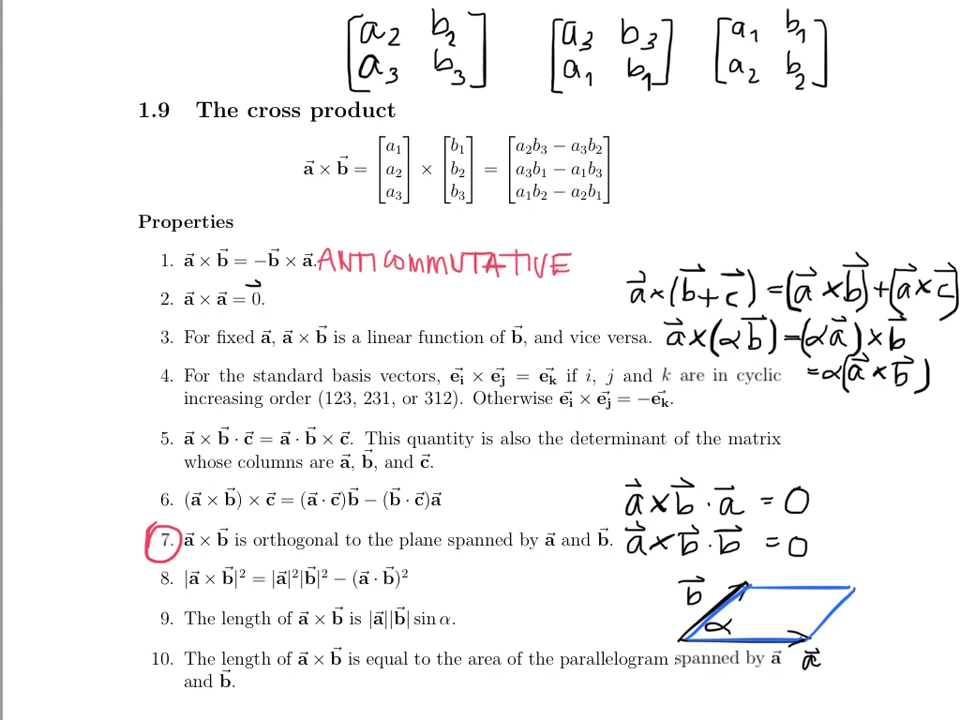 [a₂ b₂] [a₃ b₃] [a₁ b₁]
[a₃ b₃] [a₁ b₁] [a₂ b₂]
1.9 The cross product
a⃗ × b⃗ = [a₁ a₂ a₃] × [b₁ b₂ b₃] = [a₂b₃ − a₃b₂ a₃b₁ − a₁b₃ a₁b₂ − a₂b₁]
Properties
1. a⃗ × b⃗ = −b⃗ × a⃗. ANTICOMMUTATIVE
2. a⃗ × a⃗ = 0⃗.
a⃗ × (b⃗ + c⃗) = (a⃗ × b⃗) + (a⃗ × c⃗)
3. For fixed a⃗, a⃗ × b⃗ is a linear function of b⃗, and vice versa. a⃗ × (αb⃗) = (αa⃗) × b⃗
4. For the standard basis vectors, e⃗ᵢ × e⃗ⱼ = e⃗ₖ if i, j and k are in cyclic = α(a⃗ × b⃗)
increasing order (123, 231, or 312). Otherwise e⃗ᵢ × e⃗ⱼ = −e⃗ₖ.
5. a⃗ × b⃗ · c⃗ = a⃗ · b⃗ × c⃗. This quantity is also the determinant of the matrix
whose columns are a⃗, b⃗, and c⃗.
6. (a⃗ × b⃗) × c⃗ = (a⃗ · c⃗)b⃗ − (b⃗ · c⃗)a⃗ a⃗ × b⃗ · a⃗ = 0
7. a⃗ × b⃗ is orthogonal to the plane spanned by a⃗ and b⃗. a⃗ × b⃗ · b⃗ = 0
8. |a⃗ × b⃗|² = |a⃗|²|b⃗|² − (a⃗ · b⃗)²
b⃗
9. The length of a⃗ × b⃗ is |a⃗||b⃗| sin α. α
10. The length of a⃗ × b⃗ is equal to the area of the parallelogram spanned by a⃗ a⃗
and b⃗.